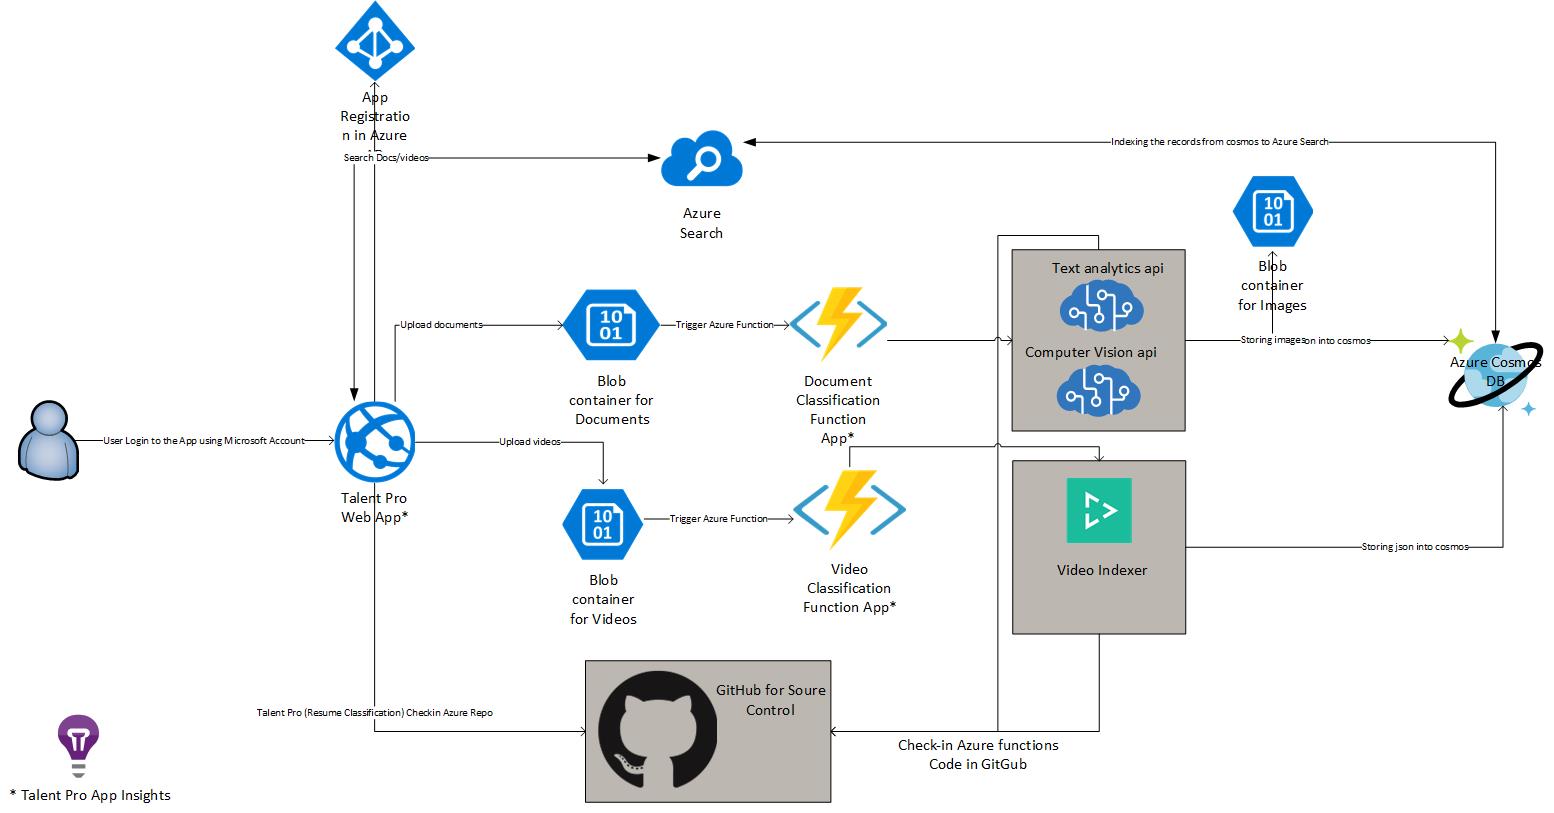 App
Registratio
n in Azure
Search Docs/videos
Indexing the records from cosmos to Azure Search
Azure
Search
10
01
Blob
container
for Images
Text analytics api
Computer Vision api
Upload documents
10
01
Trigger Azure Function
Blob
container for
Documents
Document
Classification
Function
App*
Storing images
on into cosmos
Azure Cosmos
DB
User Login to the App using Microsoft Account
Talent Pro
Web App*
Upload videos
10
01
Trigger Azure Function
Blob
container
for Videos
Video
Classification
Function App*
Video Indexer
Storing json into cosmos
Talent Pro (Resume Classification) Checkin Azure Repo
GitHub for Soure
Control
Check-in Azure functions
Code in GitGub
* Talent Pro App Insights